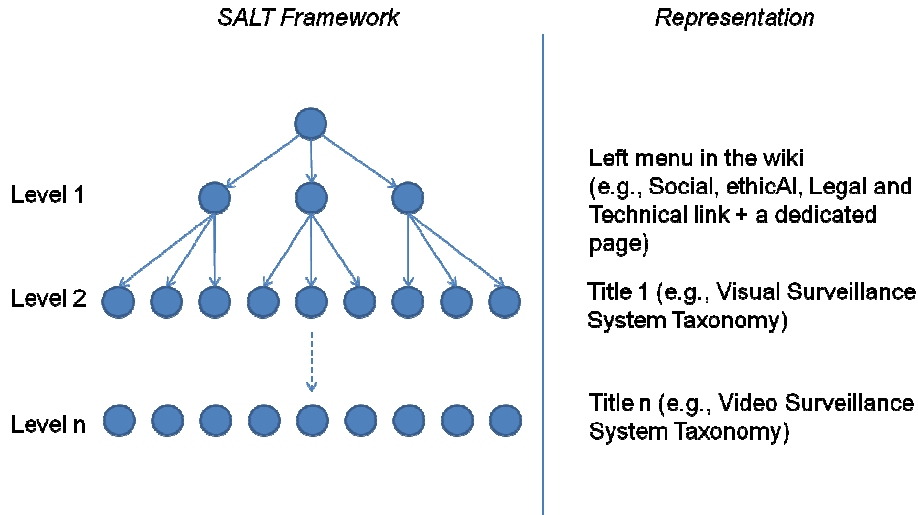 SALT Framework
Representation
Level 1
Left menu in the wiki
(e.g., Social, ethicAl, Legal and
Technical link + a dedicated
page)
Level 2
Title 1 (e.g., Visual Surveillance
System Taxonomy)
Level n
Title n (e.g., Video Surveillance
System Taxonomy)